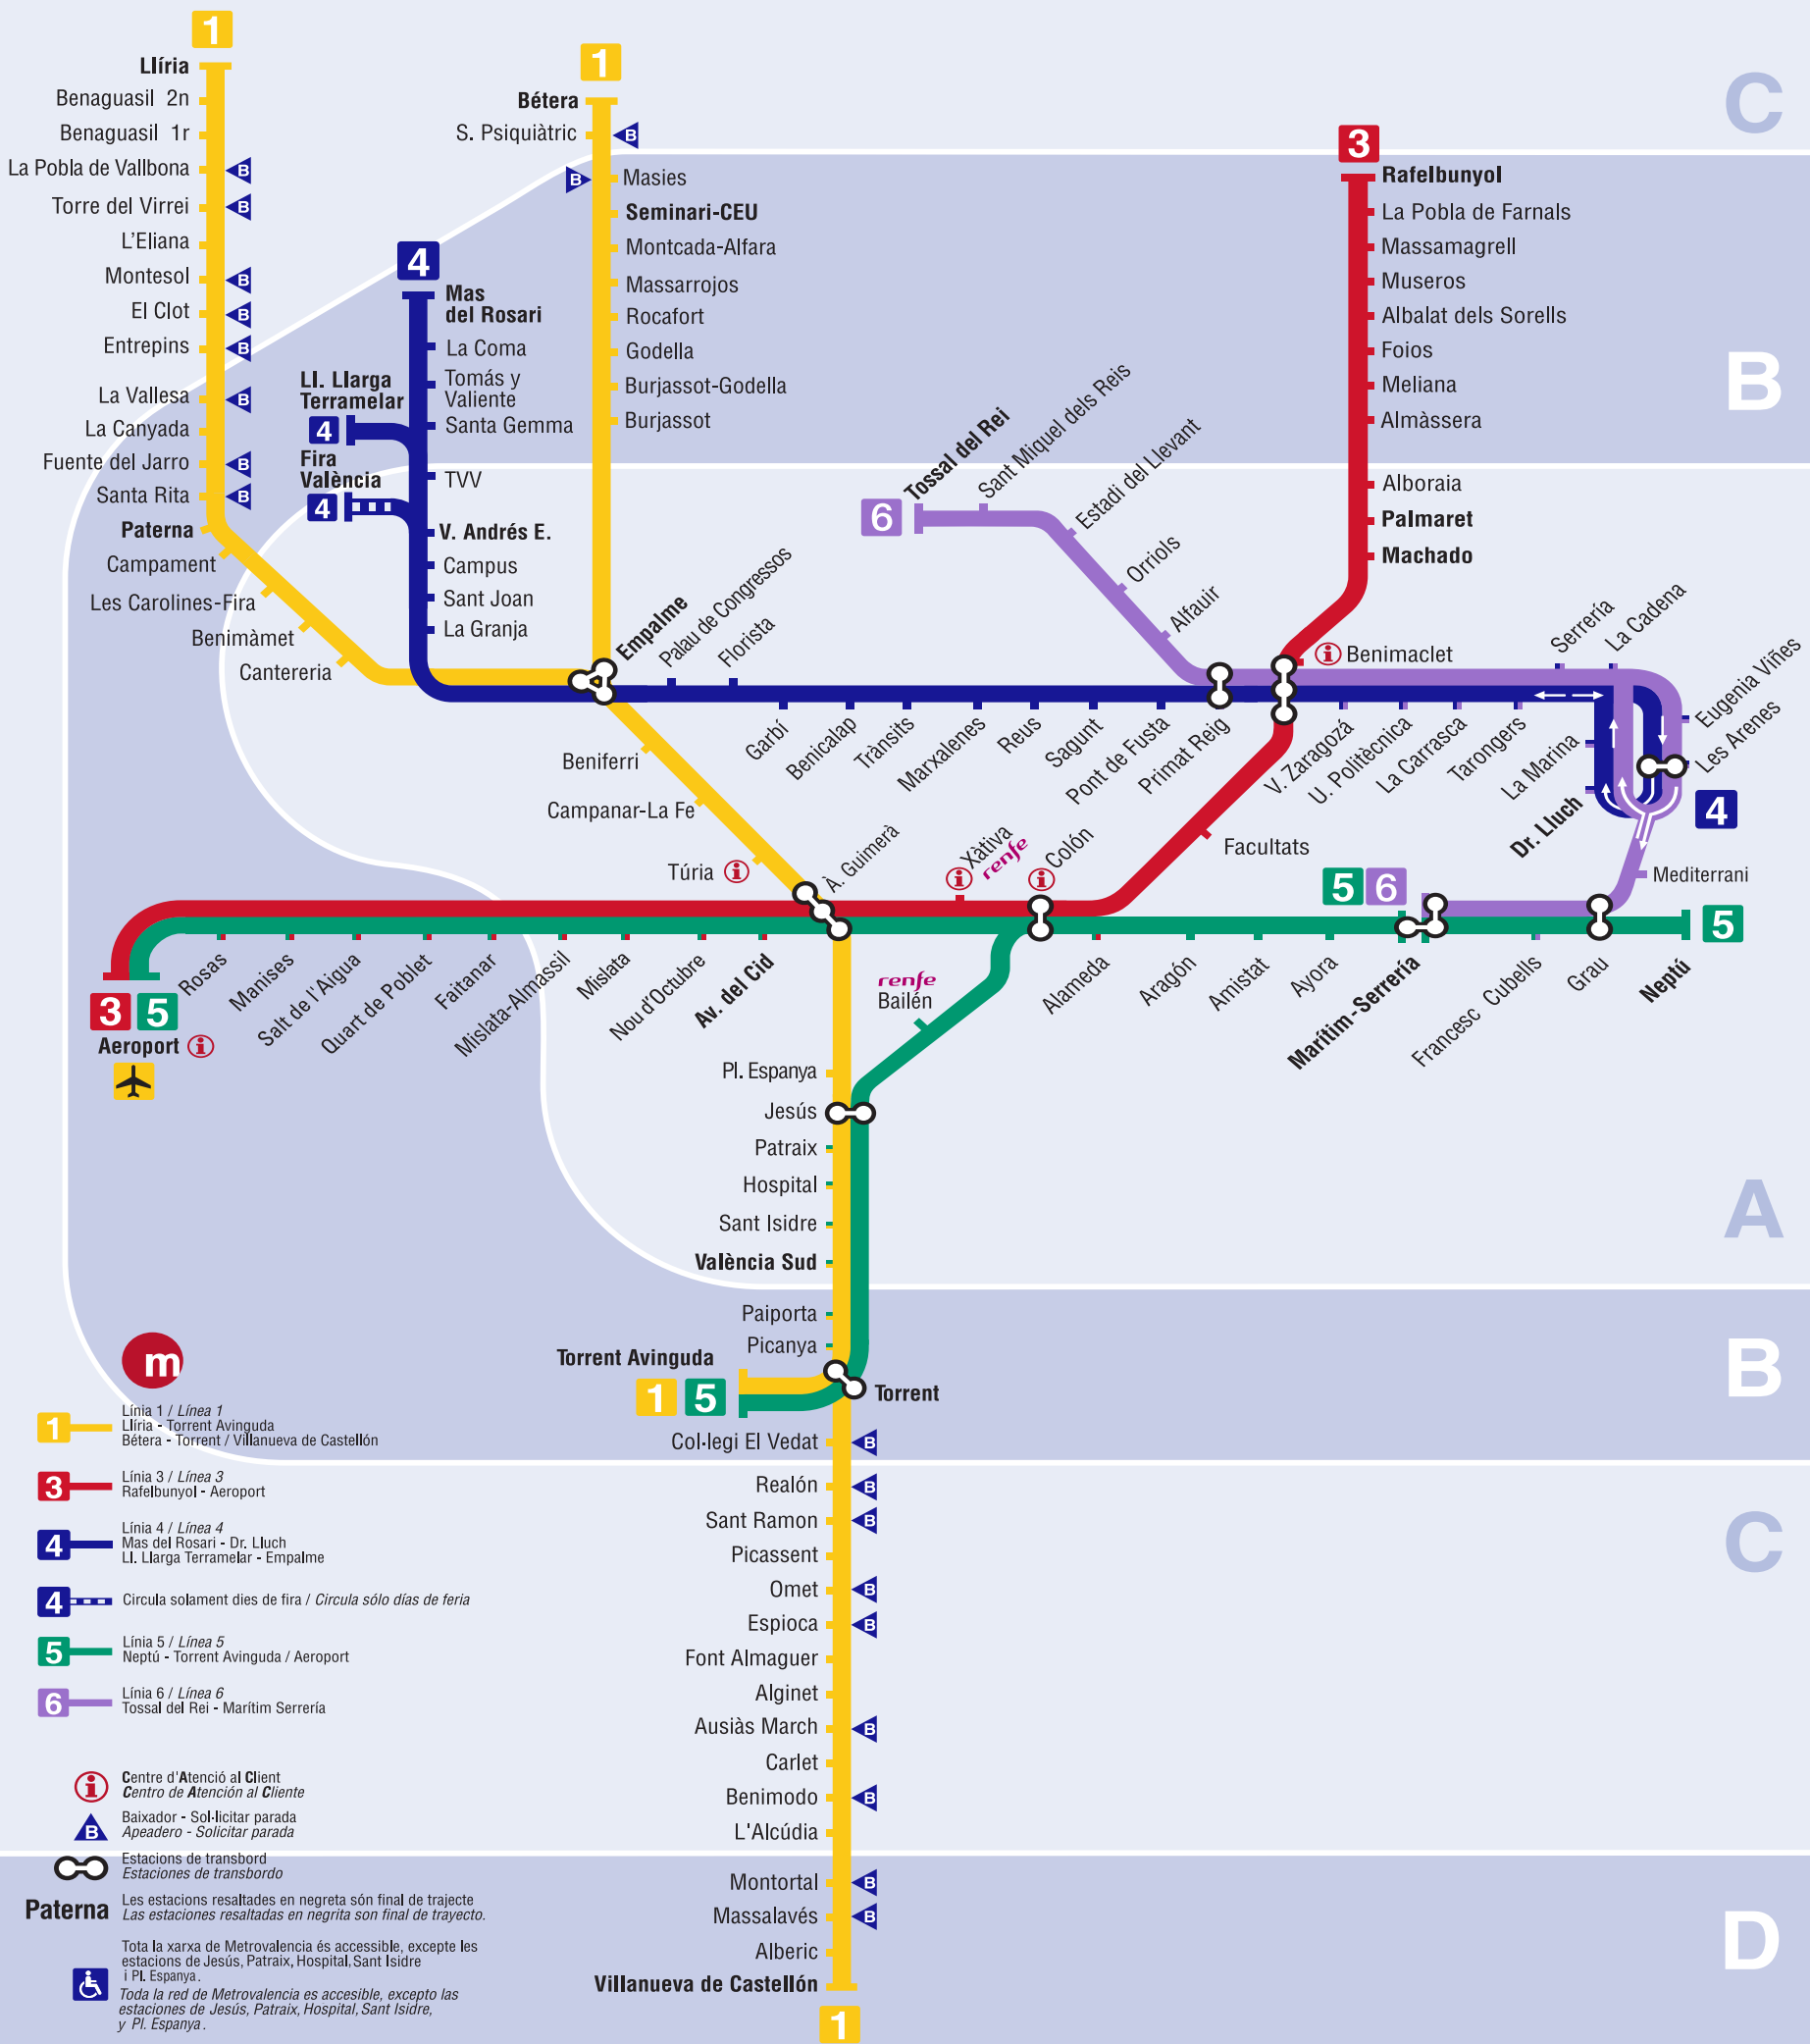 1
Llíria
Benaguasil 2n
Benaguasil 1r
La Pobla de Vallbona
B
Torre del Virrei
B
L'Eliana
Montesol
B
El Clot
B
Entrepins
B
La Vallesa
B
La Canyada
Fuente del Jarro
B
Santa Rita
B
Paterna
Campament
Les Carolines-Fira
Benimàmet
Cantereria
1
Bétera
S. Psiquiàtric
B
B
Masies
Seminari-CEU
Montcada-Alfara
Massarrojos
Rocafort
Godella
Burjassot-Godella
Burjassot
4
Mas
del Rosari
La Coma
Tomás y
Valiente
Santa Gemma
Ll. Llarga
Terramelar
4
Fira
València
4
TVV
V. Andrés E.
Campus
Sant Joan
La Granja
3
Rafelbunyol
La Pobla de Farnals
Massamagrell
Museros
Albalat dels Sorells
Foios
Meliana
Almàssera
Alboraia
Palmaret
Machado
i
Benimaclet
C
B
6
Tossal del Rei
Sant Miquel dels Reis
Estadi del Llevant
Orriols
Alfauir
Empalme
Palau de Congressos
Florista
Garbí
Benicalap
Trànsits
Marxalenes
Reus
Sagunt
Pont de Fusta
Primat Reig
V. Zaragoza
U. Politècnica
La Carrasca
Tarongers
Serrería
La Cadena
Eugenia Viñes
Les Arenes
La Marina
Dr. Lluch
4
Mediterrani
Beniferri
Campanar-La Fe
Túria
i
À. Guimerà
i
Xàtiva
renfe
i
Colón
Facultats
5 6
5
3 5
Aeroport
i
Rosas
Manises
Salt de l'Aigua
Quart de Poblet
Faitanar
Mislata-Almassil
Mislata
Nou d'Octubre
Av. del Cid
renfe
Bailén
Alameda
Aragón
Amistat
Ayora
Marítim-Serrería
Francesc Cubells
Grau
Neptú
Pl. Espanya
Jesús
Patraix
Hospital
Sant Isidre
València Sud
A
Paiporta
Picanya
Torrent Avinguda
1 5
Torrent
B
Col·legi El Vedat
B
Realón
B
Sant Ramon
B
Picassent
Omet
B
Espioca
B
Font Almaguer
Alginet
Ausiàs March
B
Carlet
Benimodo
B
L'Alcúdia
C
Montortal
B
Massalavés
B
Alberic
Villanueva de Castellón
1
D
m
1
Línia 1 / Línea 1
Llíria - Torrent Avinguda
Bétera - Torrent / Villanueva de Castellón
3
Línia 3 / Línea 3
Rafelbunyol - Aeroport
4
Línia 4 / Línea 4
Mas del Rosari - Dr. Lluch
Ll. Llarga Terramelar - Empalme
4
Circula solament dies de fira / Circula sólo días de feria
5
Línia 5 / Línea 5
Neptú - Torrent Avinguda / Aeroport
6
Línia 6 / Línea 6
Tossal del Rei - Marítim Serrería
i
Centre d'Atenció al Client
Centro de Atención al Cliente
B
Baixador - Sol·licitar parada
Apeadero - Solicitar parada
Estacions de transbord
Estaciones de transbordo
Paterna
Les estacions resaltades en negreta són final de trajecte
Las estaciones resaltadas en negrita son final de trayecto.
Tota la xarxa de Metrovalencia és accessible, excepte les
estacions de Jesús, Patraix, Hospital, Sant Isidre
i Pl. Espanya.
Toda la red de Metrovalencia es accesible, excepto las
estaciones de Jesús, Patraix, Hospital, Sant Isidre,
y Pl. Espanya.